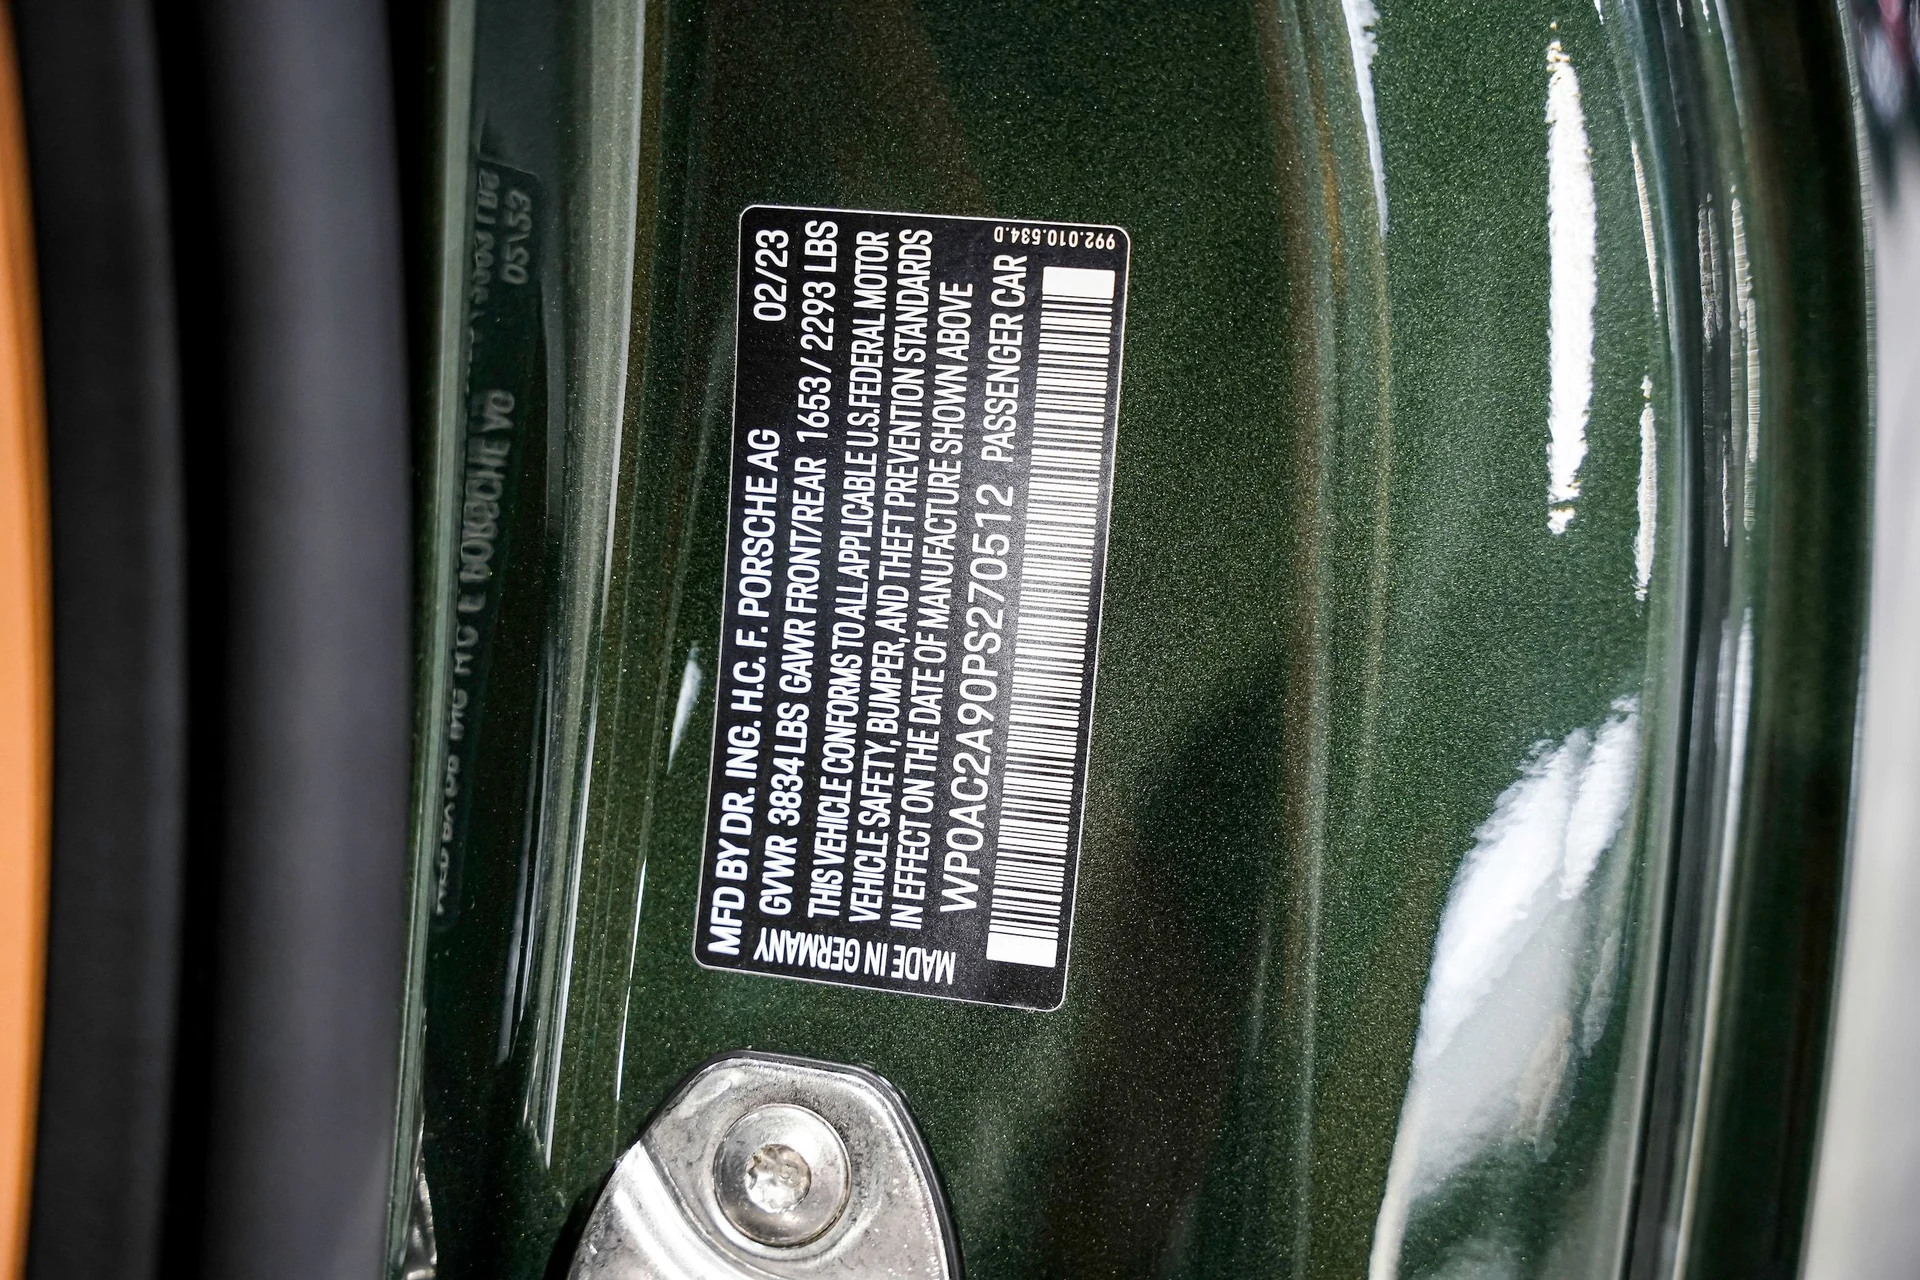 MFD BY DR. ING. H.C. F. PORSCHE AG 02/23
GVWR 3834 LBS GAWR FRONT/REAR 1653 / 2293 LBS
THIS VEHICLE CONFORMS TO ALL APPLICABLE U.S. FEDERAL MOTOR
VEHICLE SAFETY, BUMPER, AND THEFT PREVENTION STANDARDS
IN EFFECT ON THE DATE OF MANUFACTURE SHOWN ABOVE
WP0AC2A90PS270512 PASSENGER CAR
MADE IN GERMANY
992.010.534.D